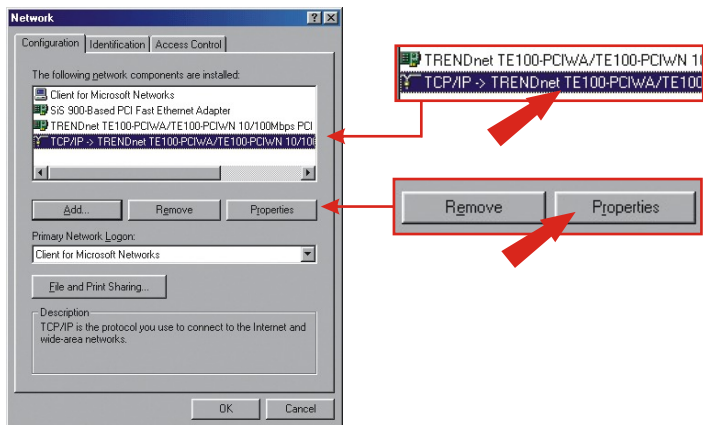 Network
Configuration Identification Access Control
The following network components are installed:
Client for Microsoft Networks
SiS 900-Based PCI Fast Ethernet Adapter
TRENDnet TE100-PCIWA/TE100-PCIWN 10/100Mbps PCI
TCP/IP -> TRENDnet TE100-PCIWA/TE100-PCIWN 10/10
Add... Remove Properties
Primary Network Logon:
Client for Microsoft Networks
File and Print Sharing...
Description
TCP/IP is the protocol you use to connect to the Internet and
wide-area networks.
OK Cancel
TRENDnet TE100-PCIWA/TE100-PCIWN 1
TCP/IP -> TRENDnet TE100-PCIWA/TE100
Remove Properties